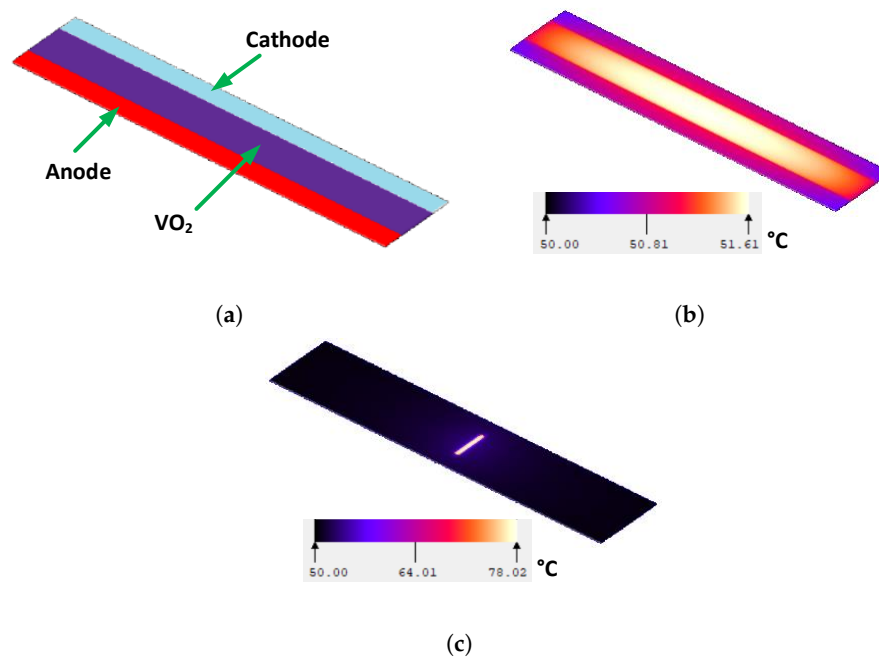 Cathode
Anode
VO₂
50.00 50.81 51.61 °C
(a)
(b)
50.00 64.01 78.02 °C
(c)